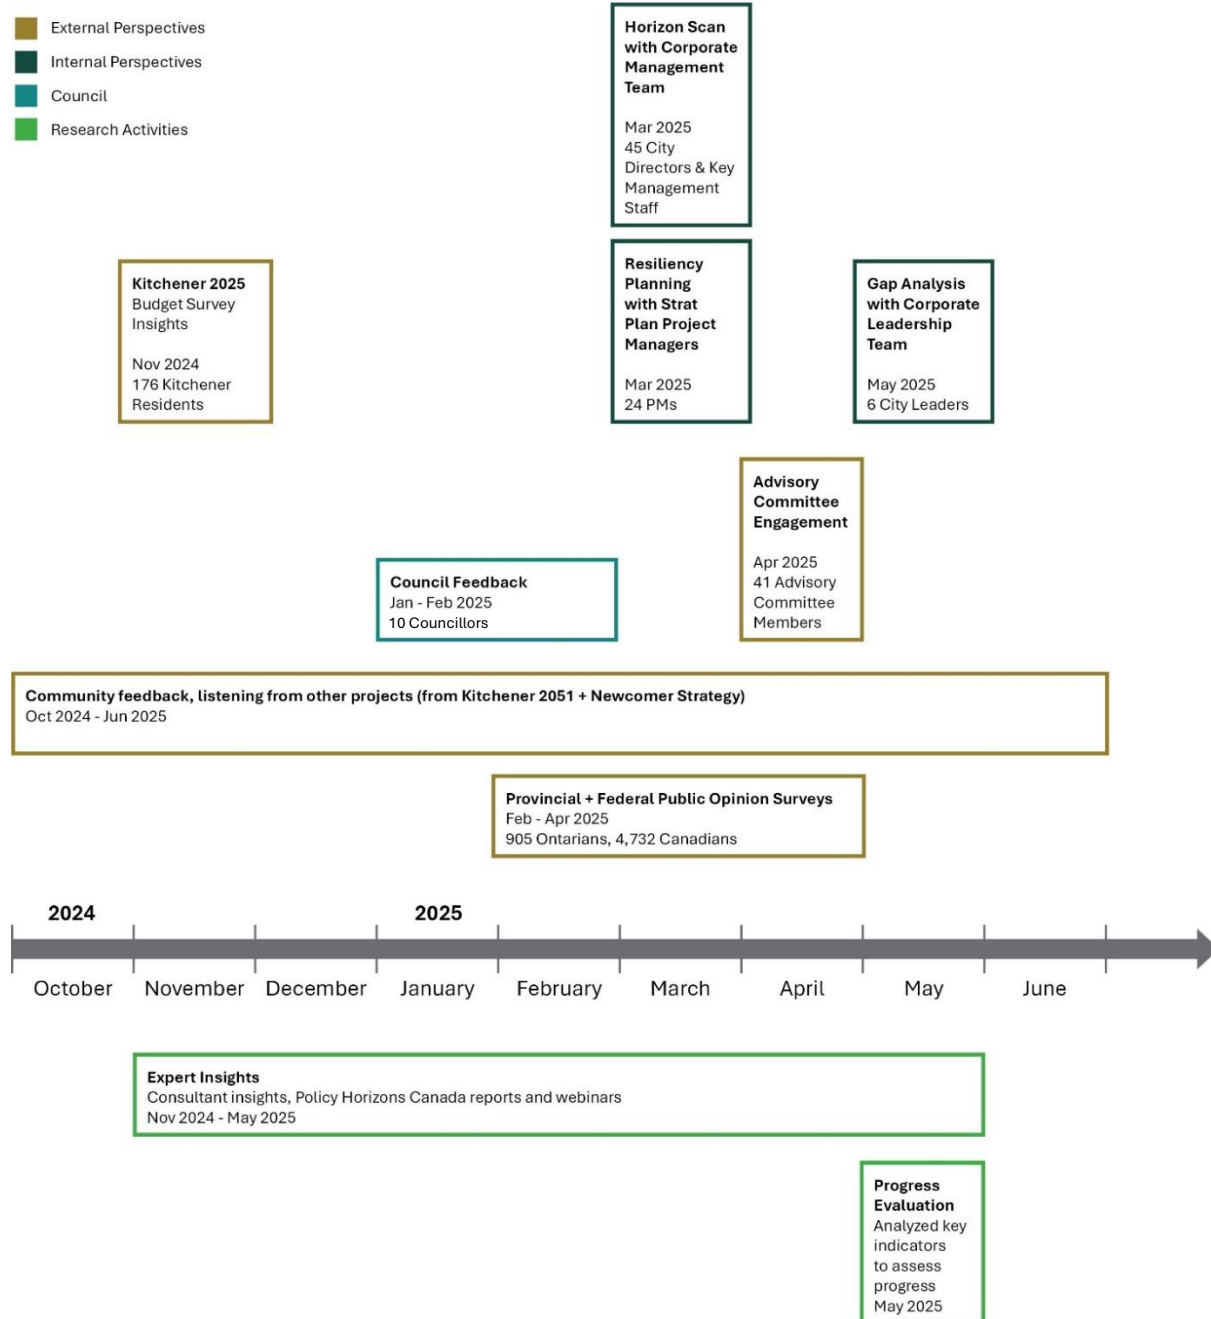 External Perspectives
Internal Perspectives
Council
Research Activities
Horizon Scan
with Corporate
Management
Team
Mar 2025
45 City
Directors & Key
Management
Staff
Kitchener 2025
Budget Survey
Insights
Nov 2024
176 Kitchener
Residents
Resiliency
Planning
with Strat
Plan Project
Managers
Mar 2025
24 PMs
Gap Analysis
with Corporate
Leadership
Team
May 2025
6 City Leaders
Advisory
Committee
Engagement
Apr 2025
41 Advisory
Committee
Members
Council Feedback
Jan - Feb 2025
10 Councillors
Community feedback, listening from other projects (from Kitchener 2051 + Newcomer Strategy)
Oct 2024 - Jun 2025
Provincial + Federal Public Opinion Surveys
Feb - Apr 2025
905 Ontarians, 4,732 Canadians
2024 2025
October November December January February March April May June
Expert Insights
Consultant insights, Policy Horizons Canada reports and webinars
Nov 2024 - May 2025
Progress
Evaluation
Analyzed key
indicators
to assess
progress
May 2025